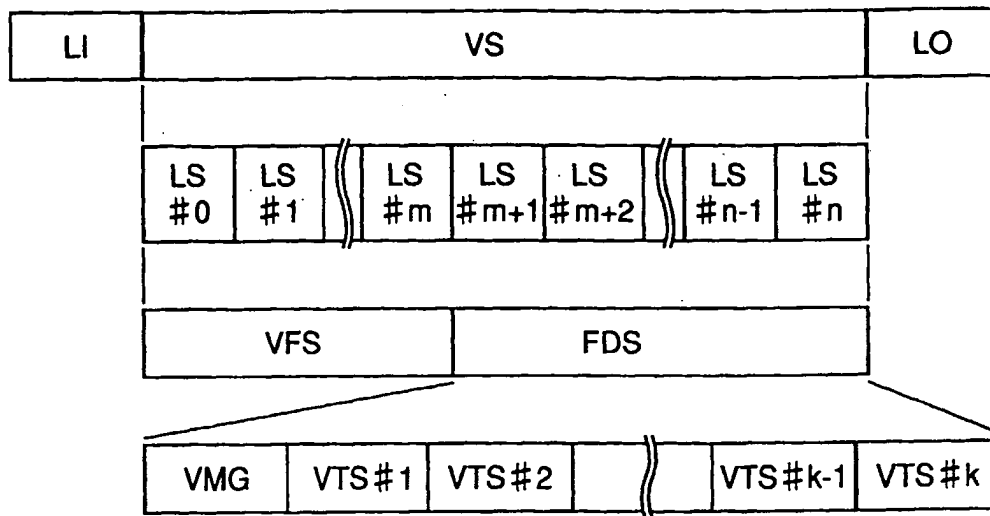 LI VS LO
LS LS LS LS LS LS LS
#0 #1 #m #m+1 #m+2 #n-1 #n
VFS FDS
VMG VTS#1 VTS#2 VTS#k-1 VTS#k